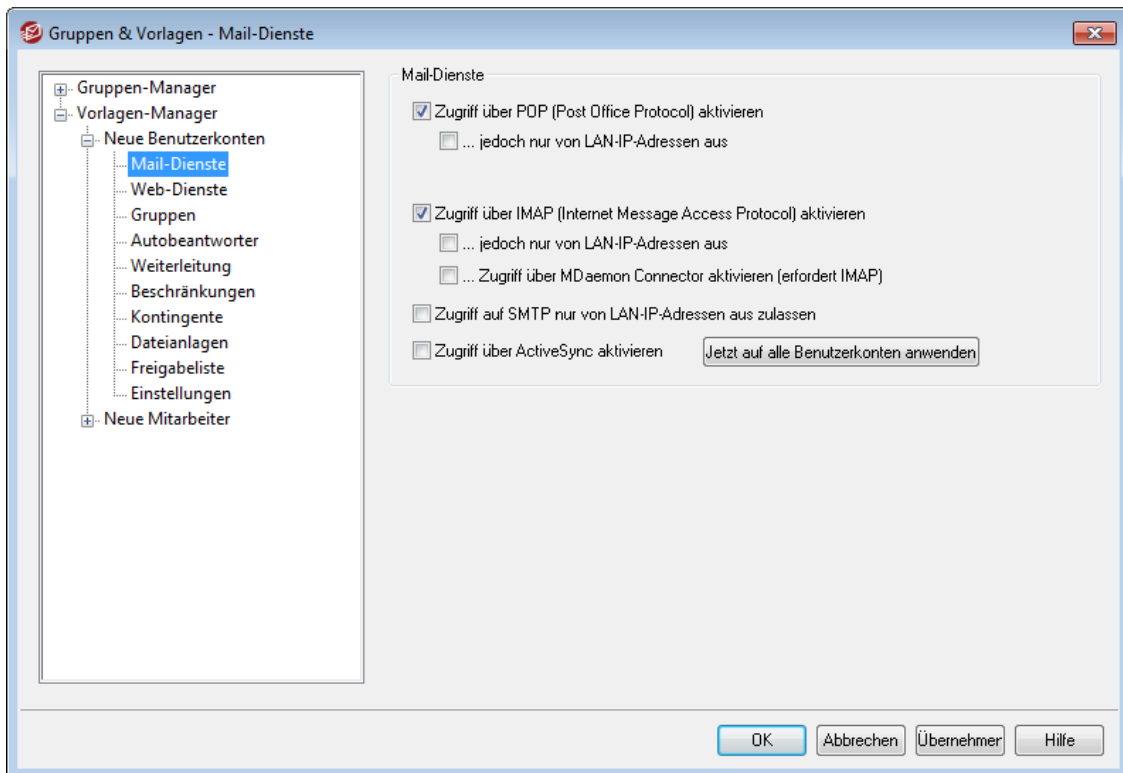 Gruppen & Vorlagen - Mail-Dienste
Gruppen-Manager
Vorlagen-Manager
Neue Benutzerkonten
Mail-Dienste
Web-Dienste
Gruppen
Autobeantworter
Weiterleitung
Beschränkungen
Kontingente
Dateianlagen
Freigabeliste
Einstellungen
Neue Mitarbeiter
Mail-Dienste
Zugriff über POP (Post Office Protocol) aktivieren
... jedoch nur von LAN-IP-Adressen aus
Zugriff über IMAP (Internet Message Access Protocol) aktivieren
... jedoch nur von LAN-IP-Adressen aus
... Zugriff über MDaemon Connector aktivieren (erfordert IMAP)
Zugriff auf SMTP nur von LAN-IP-Adressen aus zulassen
Zugriff über ActiveSync aktivieren
Jetzt auf alle Benutzerkonten anwenden
OK
Abbrechen
Übernehmer
Hilfe